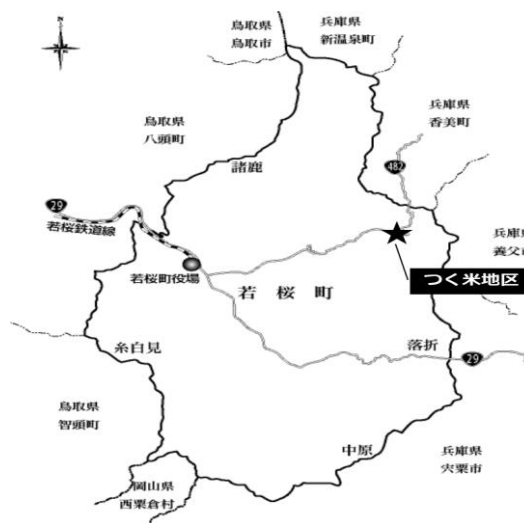 兵庫県
新温泉町
鳥取県
鳥取市
兵庫県
香美町
鳥取県
八頭町
諸鹿
482
29
若桜鉄道線
兵庫県
養父市
つく米地区
若桜町役場
若桜町
糸白見
落折
29
鳥取県
智頭町
中原
兵庫県
宍粟市
岡山県
西粟倉村